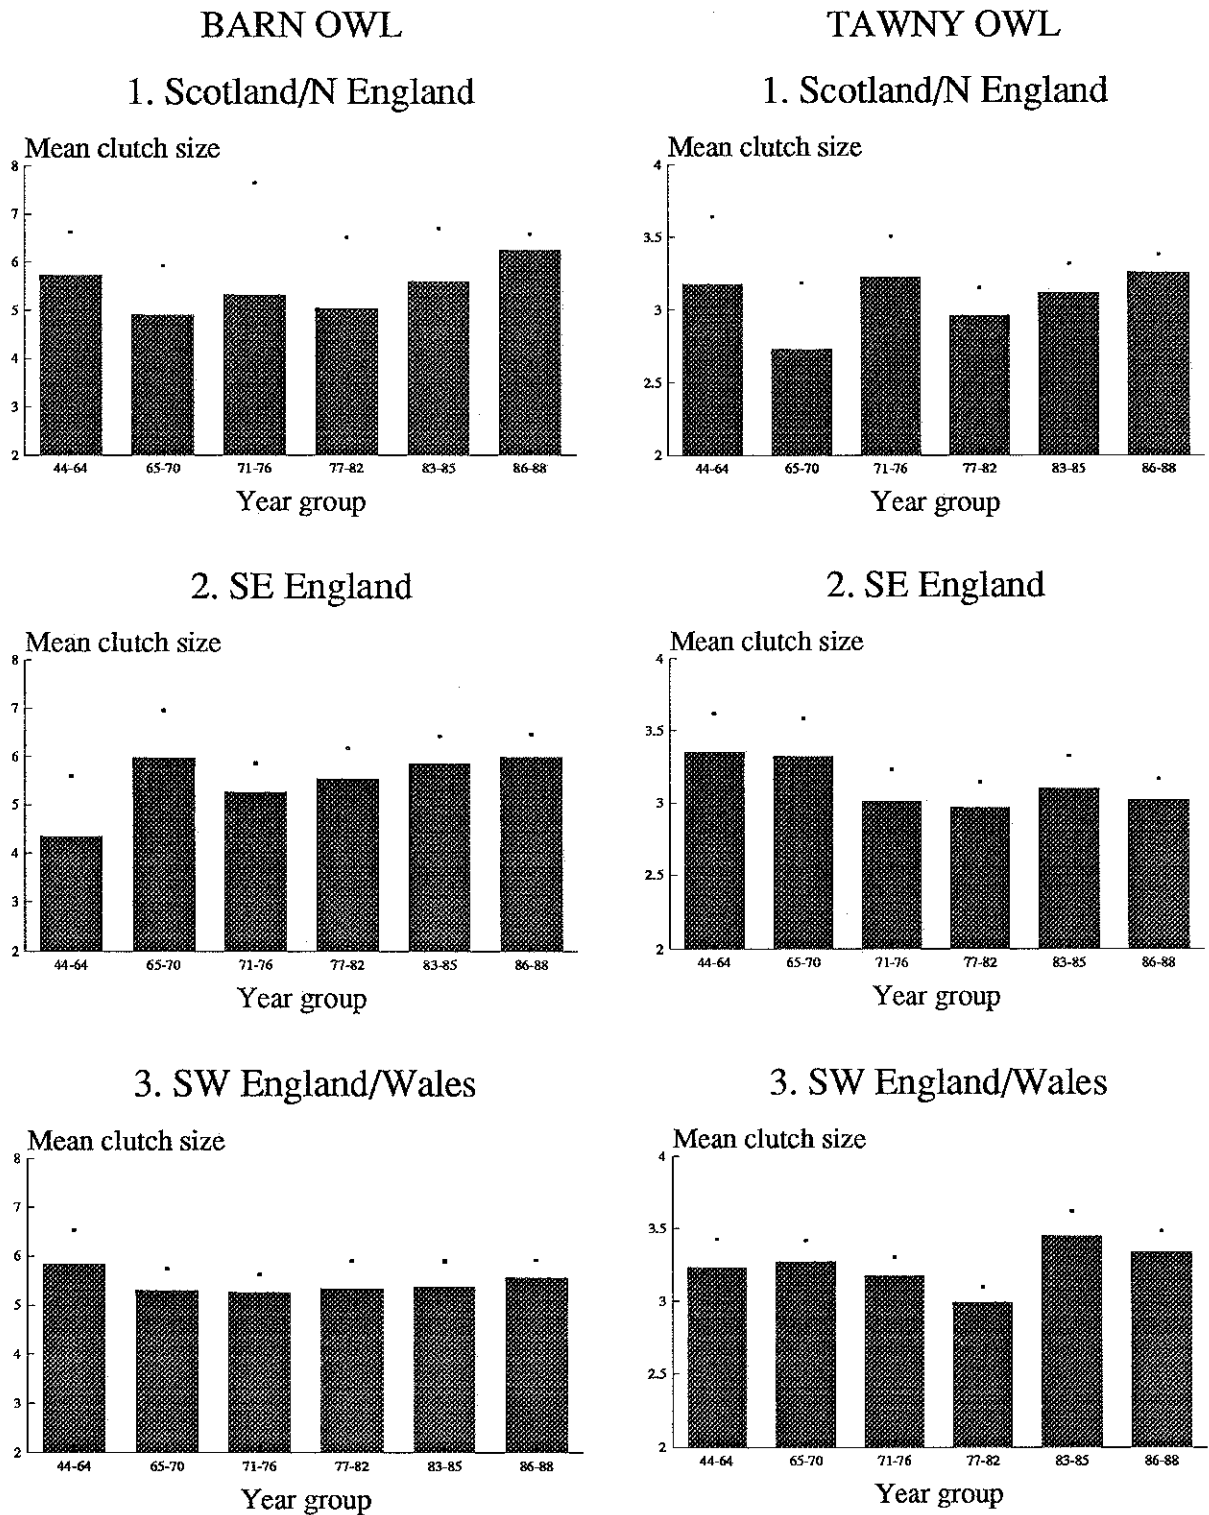 BARN OWL
TAWNY OWL
1. Scotland/N England
1. Scotland/N England
Mean clutch size
8
7
6
5
4
3
2
44-64 65-70 71-76 77-82 83-85 86-88
Year group
Mean clutch size
4
3.5
3
2.5
2
44-64 65-70 71-76 77-82 83-85 86-88
Year group
2. SE England
2. SE England
Mean clutch size
8
7
6
5
4
3
2
44-64 65-70 71-76 77-82 83-85 86-88
Year group
Mean clutch size
4
3.5
3
2.5
2
44-64 65-70 71-76 77-82 83-85 86-88
Year group
3. SW England/Wales
3. SW England/Wales
Mean clutch size
8
7
6
5
4
3
2
44-64 65-70 71-76 77-82 83-85 86-88
Year group
Mean clutch size
4
3.5
3
2.5
2
44-64 65-70 71-76 77-82 83-85 86-88
Year group